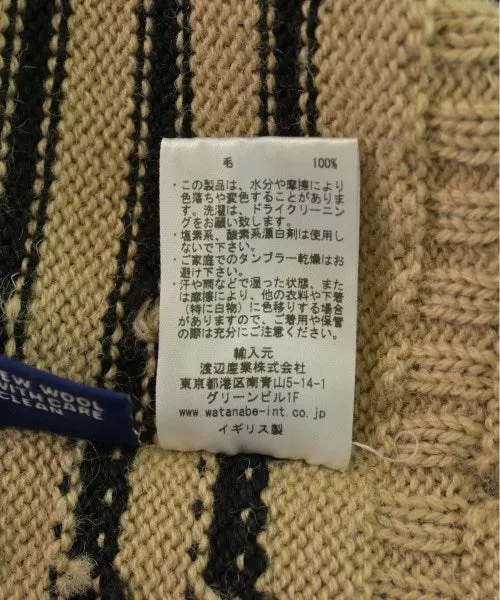 毛 100%
・この製品は、水分や摩擦により
色落ちや変色することがありま
す。洗濯は、ドライクリーニン
グをお願い致します。
・塩素系、酸素系漂白剤は使用し
ないで下さい。
・ご家庭でのタンブラー乾燥はお
避け下さい。
・汗や雨などで湿った状態、また
は摩擦により、他の衣料や下着
(特に白物)に色移りする場合
がありますので、ご着用や保管
の際は充分にご注意ください。
輸入元
渡辺産業株式会社
東京都港区南青山5-14-1
グリーンビル1F
www.watanabe-int.co.jp
イギリス製
EW WOOL
WITH CARE
CLEAN